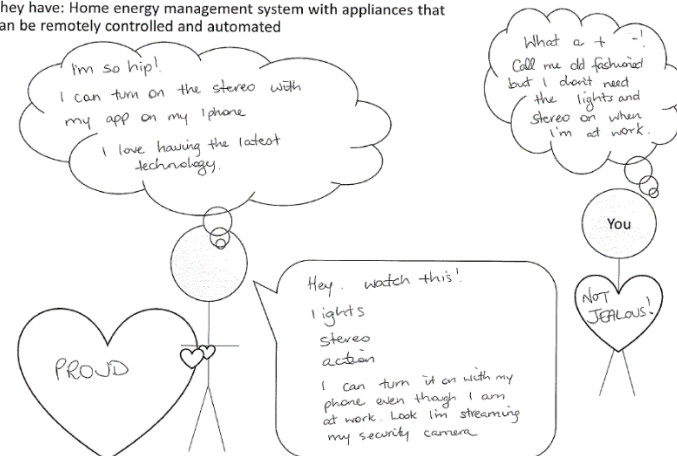 hey have: Home energy management system with appliances that
an be remotely controlled and automated
I'm so hip!
I can turn on the stereo with
my app on my iphone
I love having the latest
technology.
What a t -!
Call me old fashioned
but I don't need
the lights and
stereo on when
I'm at work.
You
NOT
JEALOUS!
PROUD
Hey. watch this!
lights
stereo
action
I can turn it on with my
phone even though I am
at work. Look I'm streaming
my security camera